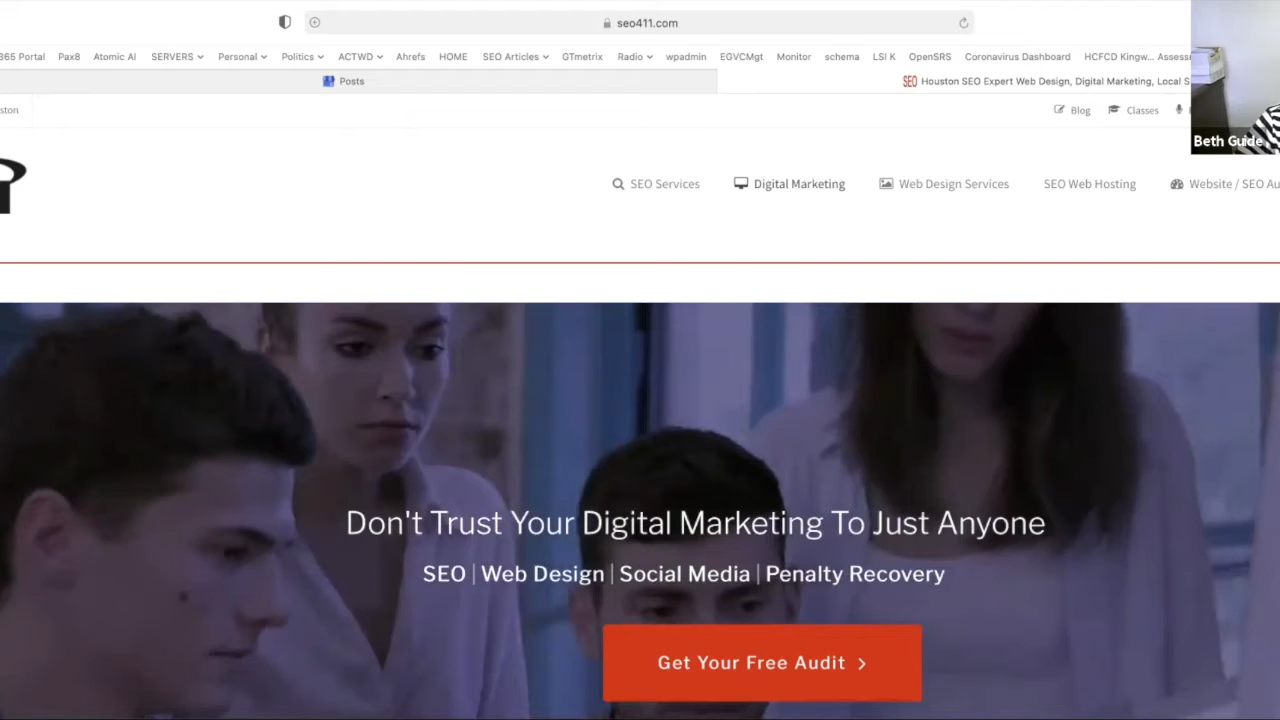 seo411.com
365 Portal Pax8 Atomic AI SERVERS Personal Politics ACTWD Ahrefs HOME SEO Articles GTmetrix Radio wpadmin EGVCMgt Monitor schema LSI K OpenSRS Coronavirus Dashboard HCFCD Kingw... Assessm
Posts
SEO Houston SEO Expert Web Design, Digital Marketing, Local S
ston
Blog Classes
Beth Guide
SEO Services Digital Marketing Web Design Services SEO Web Hosting Website / SEO Au
Don't Trust Your Digital Marketing To Just Anyone
SEO | Web Design | Social Media | Penalty Recovery
Get Your Free Audit >